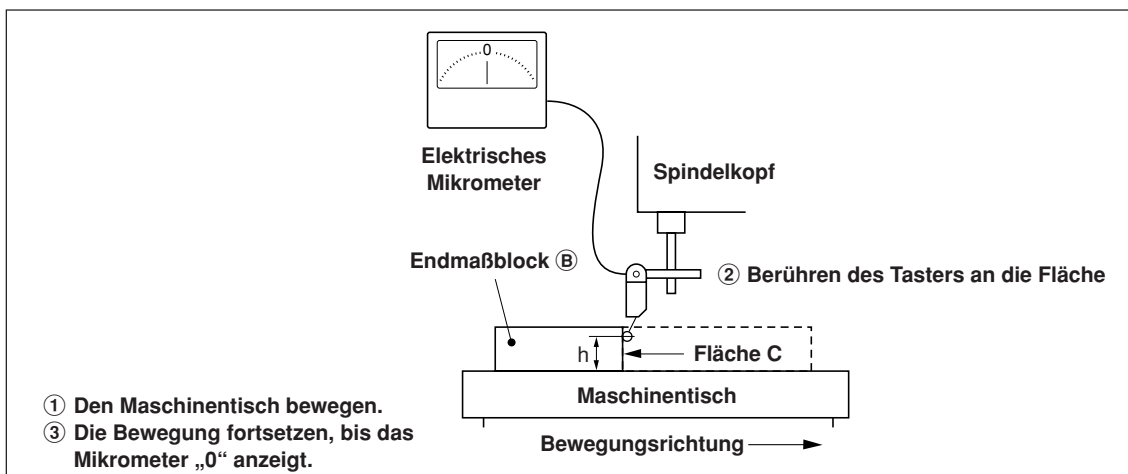 0
Elektrisches
Mikrometer
Spindelkopf
Endmaßblock Ⓑ
② Berühren des Tasters an die Fläche
h
Fläche C
Maschinentisch
① Den Maschinentisch bewegen.
③ Die Bewegung fortsetzen, bis das
Mikrometer „0“ anzeigt.
Bewegungsrichtung